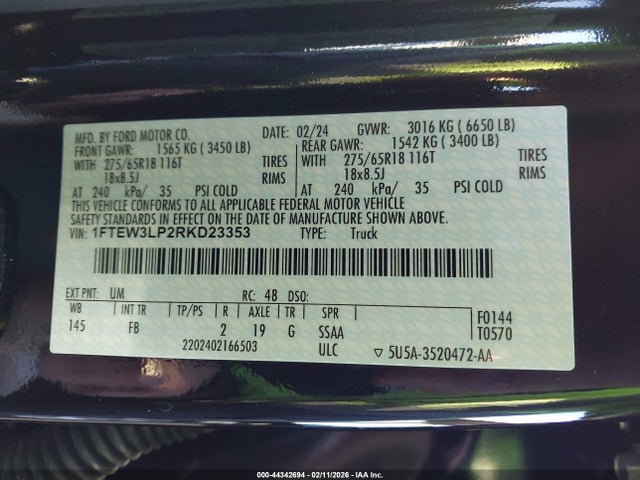 MFD. BY FORD MOTOR CO. DATE: 02/24 GVWR: 3016 KG ( 6650 LB)
FRONT GAWR: 1565 KG ( 3450 LB) REAR GAWR: 1542 KG ( 3400 LB)
WITH 275/65R18 116T TIRES WITH 275/65R18 116T TIRES
18x8.5J RIMS 18x8.5J RIMS
AT 240 kPa/ 35 PSI COLD AT 240 kPa/ 35 PSI COLD
THIS VEHICLE CONFORMS TO ALL APPLICABLE FEDERAL MOTOR VEHICLE
SAFETY STANDARDS IN EFFECT ON THE DATE OF MANUFACTURE SHOWN ABOVE.
VIN: 1FTEW3LP2RKD23353 TYPE: Truck
EXT PNT: UM RC: 48 DSO:
WB INT TR TP/PS R AXLE TR SPR F0144
145 FB 2 19 G SSAA T0570
2202402166503 ULC ▽ 5U5A-3520472-AA
000-44342694 - 02/11/2026 - IAA Inc.